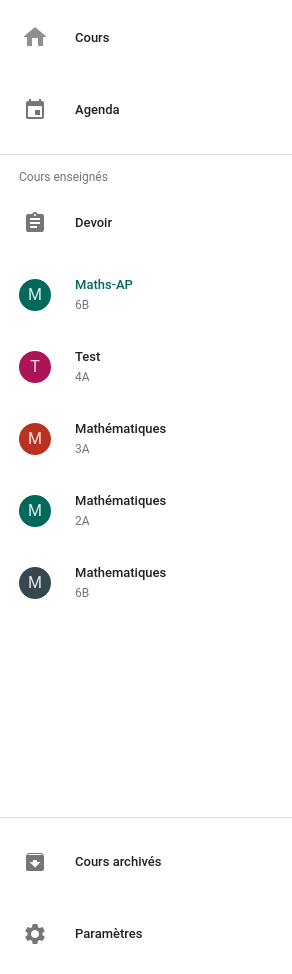 Cours
Agenda
Cours enseignés
Devoir
M
Maths-AP
6B
T
Test
4A
M
Mathématiques
3A
M
Mathématiques
2A
M
Mathematiques
6B
Cours archivés
Paramètres